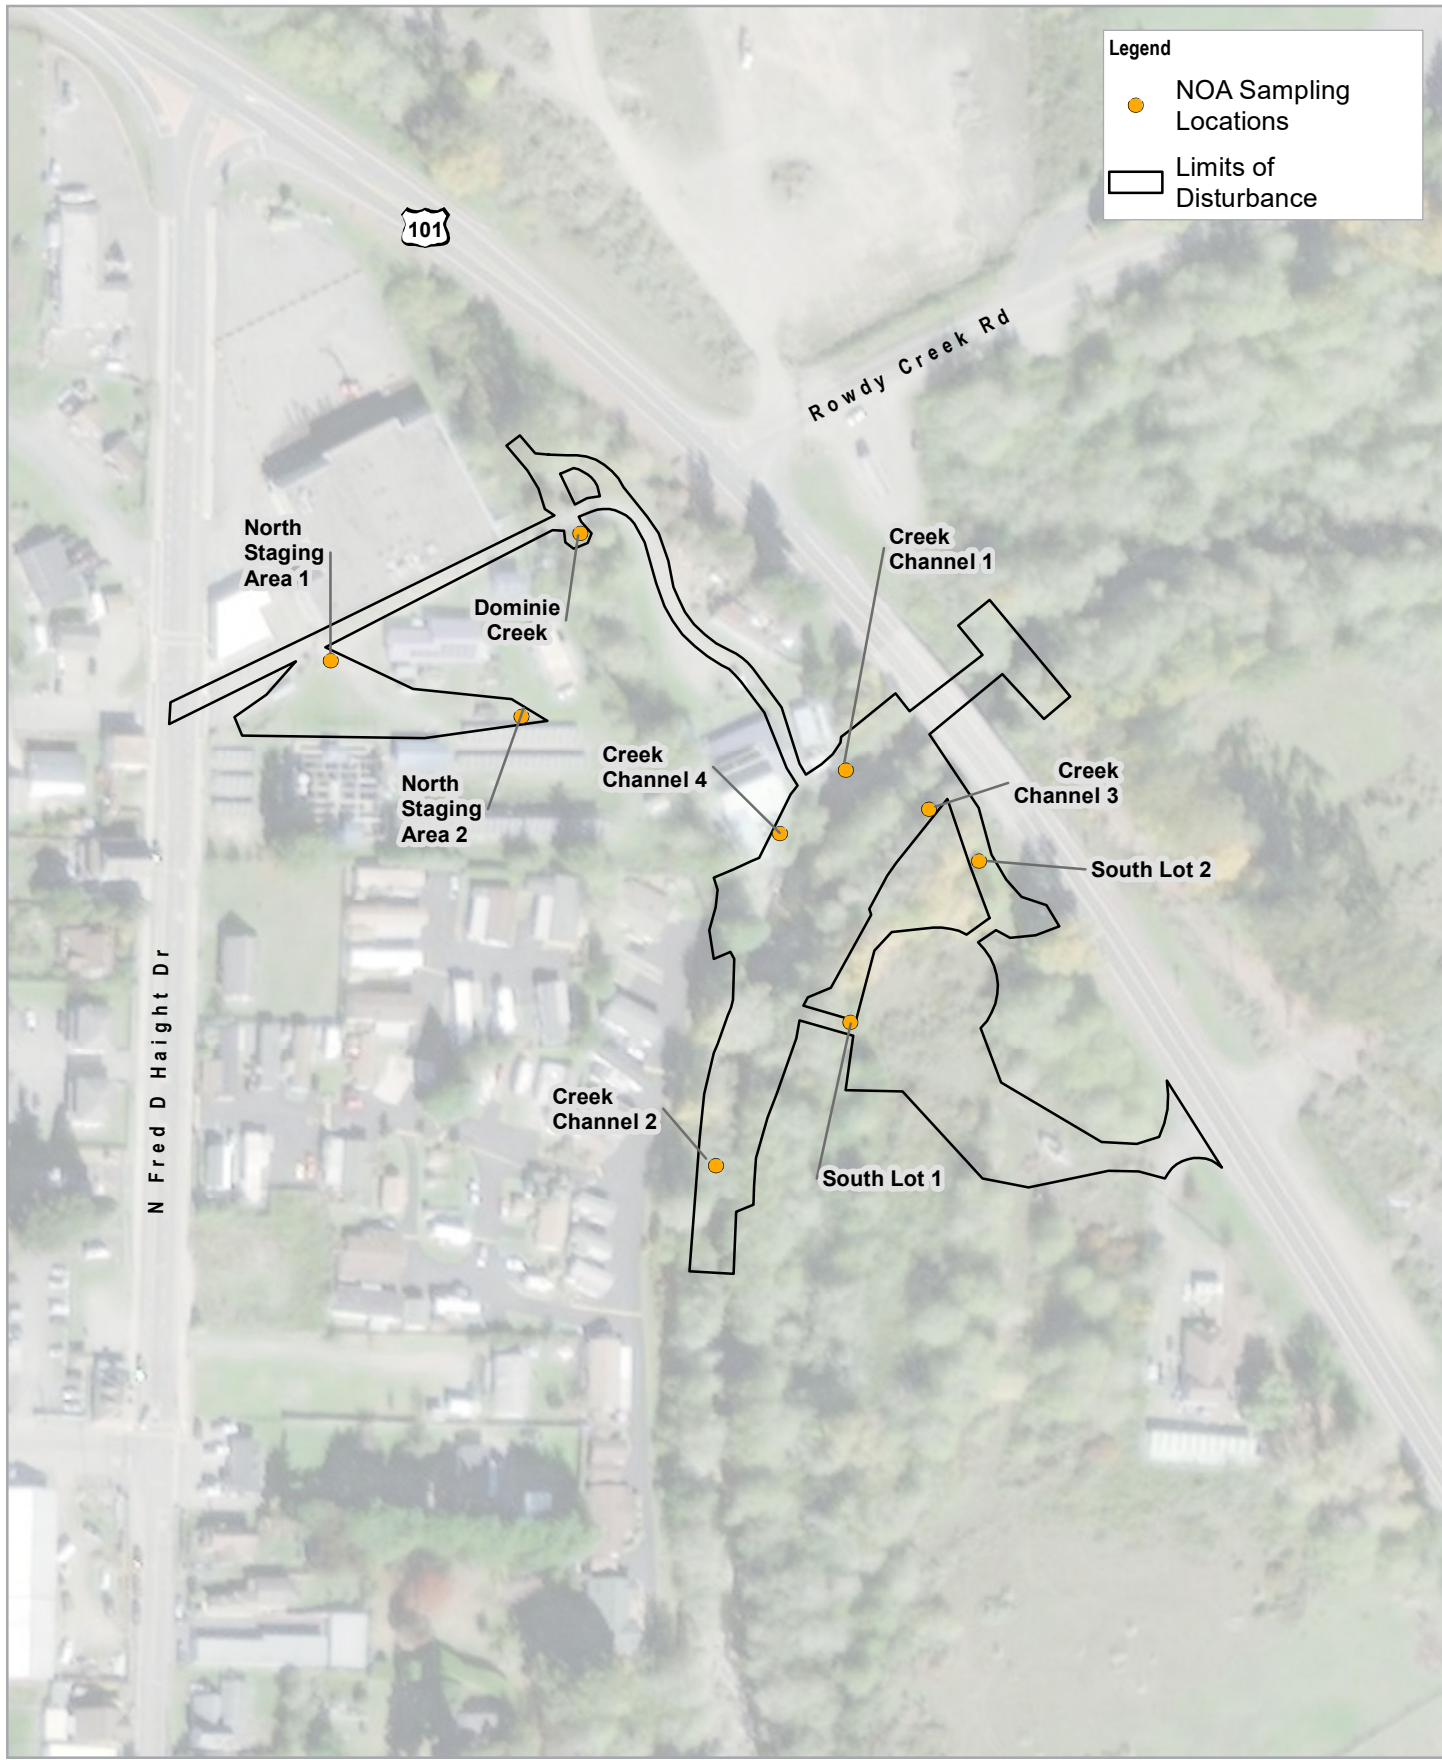 Legend
NOA Sampling
Locations
Limits of
Disturbance
101
Rowdy Creek Rd
North
Staging
Area 1
Creek
Channel 1
Dominie
Creek
Creek
Channel 4
Creek
Channel 3
North
Staging
Area 2
South Lot 2
N Fred D Haight Dr
Creek
Channel 2
South Lot 1